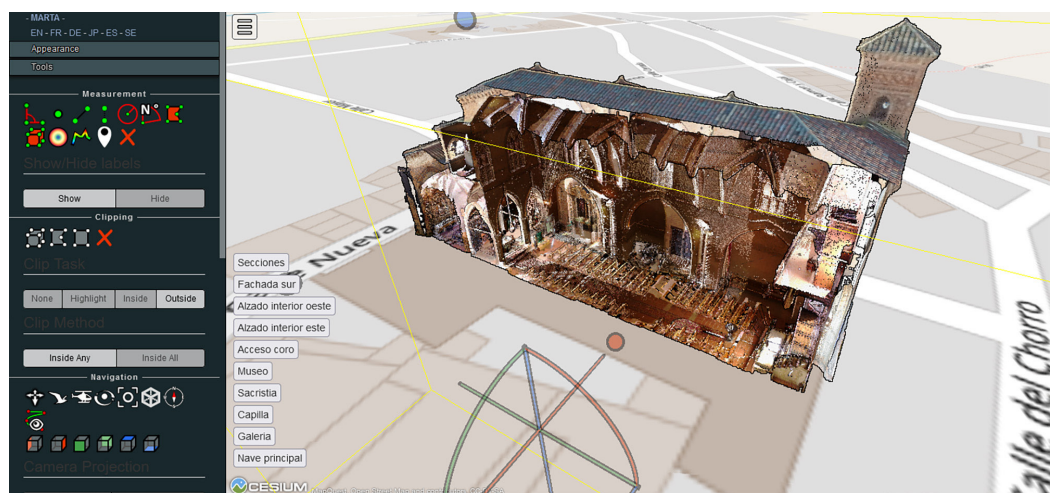 - MARTA -
EN - FR - DE - JP - ES - SE
Appearance
Tools
Measurement
N
Show/Hide labels
Show Hide
Clipping
Clip Task
None Highlight Inside Outside
Clip Method
Inside Any Inside All
Navigation
Camera Projection
Secciones
Fachada sur
Alzado interior oeste
Alzado interior este
Acceso coro
Museo
Sacristia
Capilla
Galeria
Nave principal
CESIUM
Nueva
Calle del Chorro